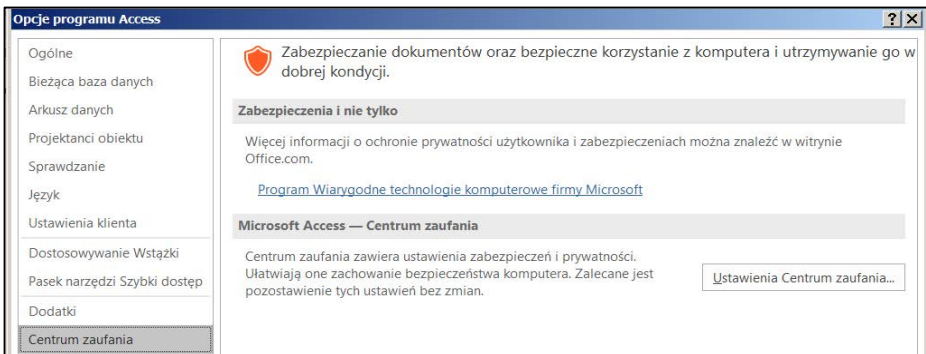 Opcje programu Access
Ogólne
Bieżąca baza danych
Arkusz danych
Projektanci obiektu
Sprawdzanie
Język
Ustawienia klienta
Dostosowywanie Wstążki
Pasek narzędzi Szybki dostęp
Dodatki
Centrum zaufania
Zabezpieczanie dokumentów oraz bezpieczne korzystanie z komputera i utrzymywanie go w
dobrej kondycji.
Zabezpieczenia i nie tylko
Więcej informacji o ochronie prywatności użytkownika i zabezpieczeniach można znaleźć w witrynie
Office.com.
Program Wiarygodne technologie komputerowe firmy Microsoft
Microsoft Access — Centrum zaufania
Centrum zaufania zawiera ustawienia zabezpieczeń i prywatności.
Ułatwiają one zachowanie bezpieczeństwa komputera. Zalecane jest
pozostawienie tych ustawień bez zmian.
Ustawienia Centrum zaufania...